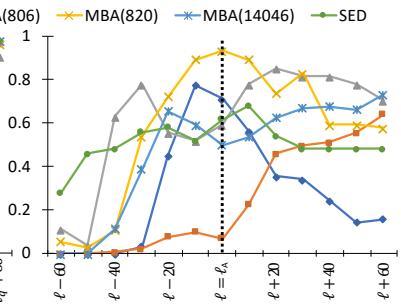 (806) MBA(820) MBA(14046) SED
1
0.8
0.6
0.4
0.2
0
ℓ − 60
ℓ − 40
ℓ − 20
ℓ = ℓA
ℓ + 20
ℓ + 40
ℓ + 60